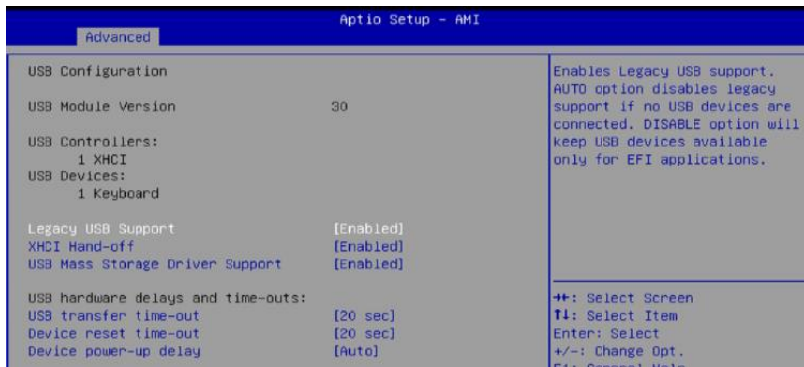 Aptio Setup - AMI
Advanced
USB Configuration
USB Module Version 30
USB Controllers:
1 XHCI
USB Devices:
1 Keyboard
Legacy USB Support [Enabled]
XHCI Hand-off [Enabled]
USB Mass Storage Driver Support [Enabled]
USB hardware delays and time-outs:
USB transfer time-out [20 sec]
Device reset time-out [20 sec]
Device power-up delay [Auto]
Enables Legacy USB support.
AUTO option disables legacy
support if no USB devices are
connected. DISABLE option will
keep USB devices available
only for EFI applications.
→←: Select Screen
↑↓: Select Item
Enter: Select
+/-: Change Opt.